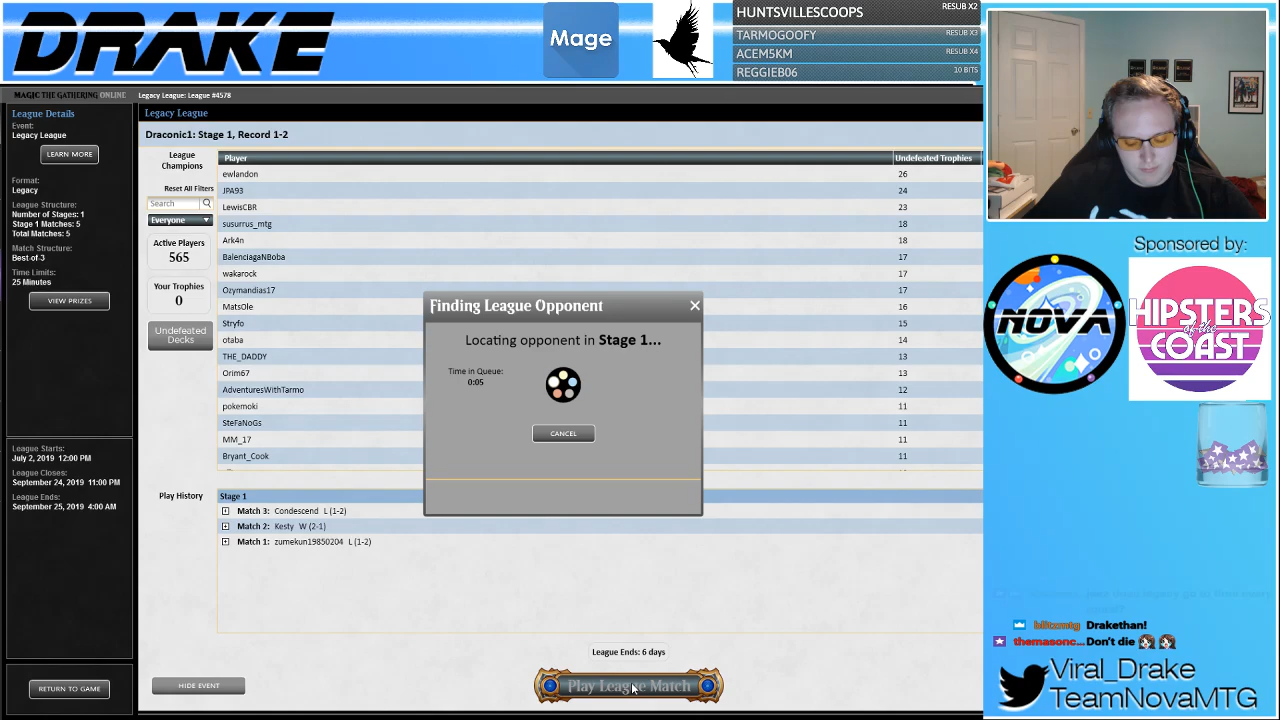 DRAKE
Mage
HUNTSVILLESCOOPS RESUB X2
TARMOGOOFY RESUB X3
ACEM5KM RESUB X4
REGGIEB06 10 BITS
MAGIC THE GATHERING ONLINE Legacy League: League #4578
League Details
Event:
Legacy League
LEARN MORE
Format:
Legacy
League Structure:
Number of Stages: 1
Stage 1 Matches: 5
Total Matches: 5
Match Structure:
Best-of-3
Time Limits:
25 Minutes
VIEW PRIZES
League Starts:
July 2, 2019 12:00 PM
League Closes:
September 24, 2019 11:00 PM
League Ends:
September 25, 2019 4:00 AM
RETURN TO GAME
Legacy League
Draconic1: Stage 1, Record 1-2
League
Champions
Reset All Filters
Search
Everyone
Active Players
565
Your Trophies
0
Undefeated
Decks
Player Undefeated Trophies
ewlandon 26
JPA93 24
LewisCBR 23
susurrus_mtg 18
Ark4n 18
BalenciagaNBoba 17
wakarock 17
Ozymandias17 17
MatsOle 16
Stryfo 15
otaba 14
THE_DADDY 13
Orim67 13
AdventuresWithTarmo 12
pokemoki 11
SteFaNoGs 11
MM_17 11
Bryant_Cook 11
Finding League Opponent
Locating opponent in Stage 1...
Time in Queue:
0:05
CANCEL
Play History
Stage 1
Match 3: Condescend L (1-2)
Match 2: Kesty W (2-1)
Match 1: zumekun19850204 L (1-2)
League Ends: 6 days
HIDE EVENT
Play League Match
Sponsored by:
NOVA
HIPSTERS
of the
COAST
Drakethan!
themasonc... Don't die
Viral_Drake
TeamNovaMTG